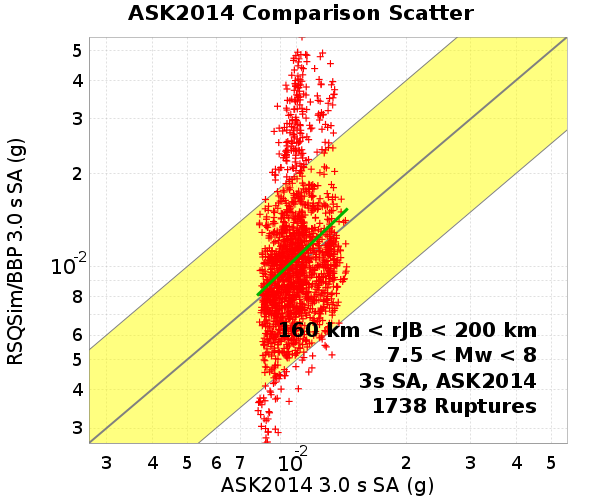 ASK2014 Comparison Scatter
RSQSim/BBP 3.0 s SA (g)
5
4
3
2
10-2
8
6
5
4
3
160 km < rJB < 200 km
7.5 < Mw < 8
3s SA, ASK2014
1738 Ruptures
3 4 5 6 7 10-2 2 3 4 5
ASK2014 3.0 s SA (g)